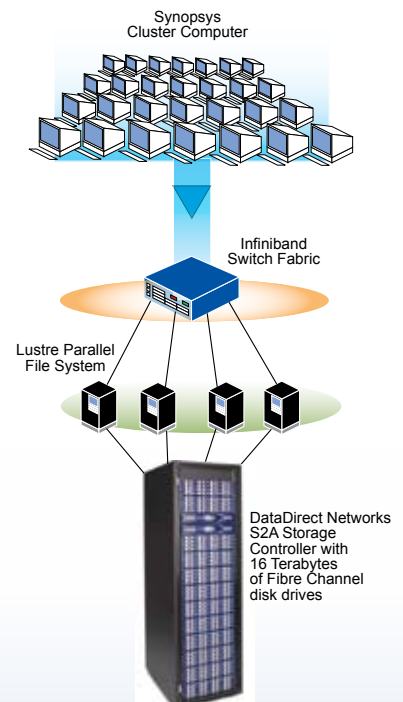 Synopsys
Cluster Computer
Infiniband
Switch Fabric
Lustre Parallel
File System
DataDirect Networks
S2A Storage
Controller with
16 Terabytes
of Fibre Channel
disk drives